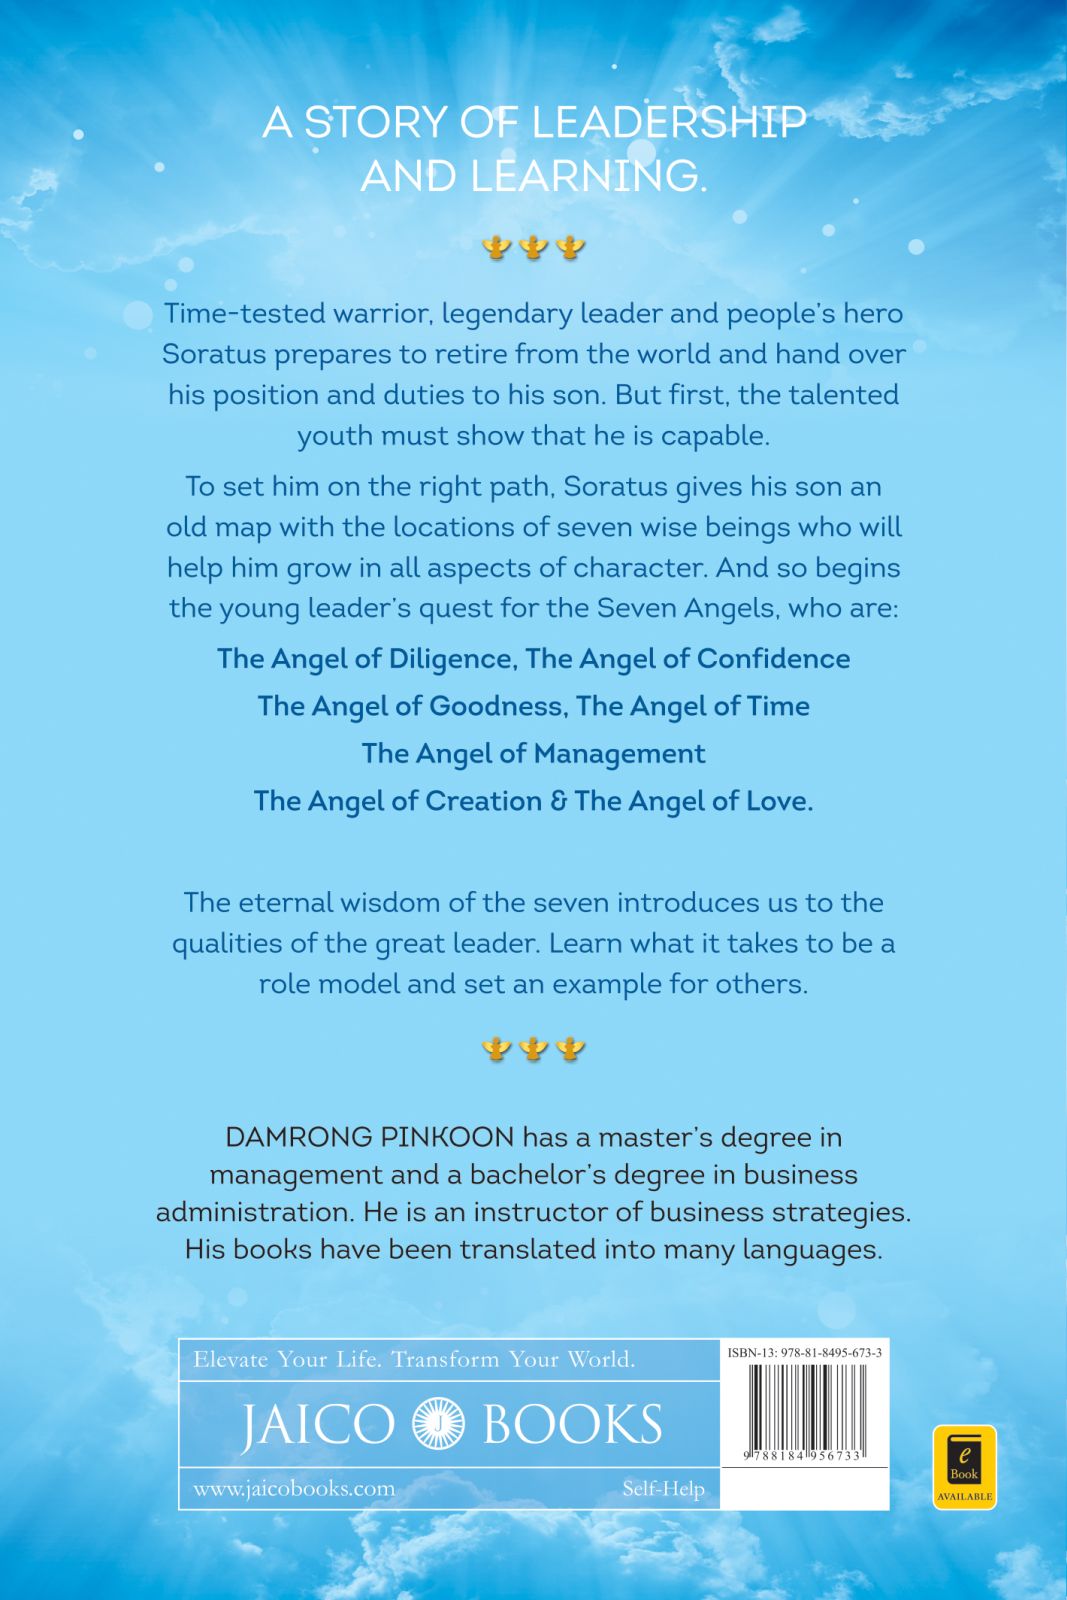 A STORY OF LEADERSHIP
AND LEARNING.
Time-tested warrior, legendary leader and people's hero
Soratus prepares to retire from the world and hand over
his position and duties to his son. But first, the talented
youth must show that he is capable.
To set him on the right path, Soratus gives his son an
old map with the locations of seven wise beings who will
help him grow in all aspects of character. And so begins
the young leader's quest for the Seven Angels, who are:
The Angel of Diligence, The Angel of Confidence
The Angel of Goodness, The Angel of Time
The Angel of Management
The Angel of Creation & The Angel of Love.
The eternal wisdom of the seven introduces us to the
qualities of the great leader. Learn what it takes to be a
role model and set an example for others.
DAMRONG PINKOON has a master's degree in
management and a bachelor's degree in business
administration. He is an instructor of business strategies.
His books have been translated into many languages.
Elevate Your Life. Transform Your World.
JAICO J BOOKS
www.jaicobooks.com Self-Help
ISBN-13: 978-81-8495-673-3
9 788184 956733
e
Book
AVAILABLE